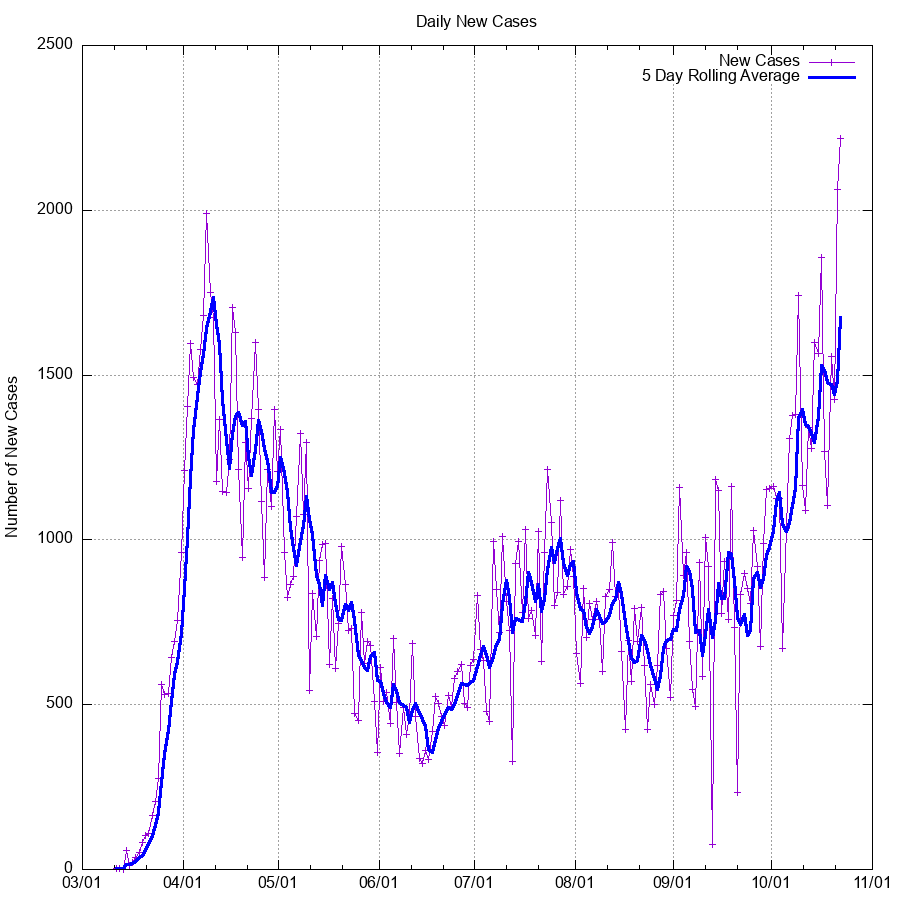 Daily New Cases
2500
2000
1500
1000
500
0
Number of New Cases
New Cases
5 Day Rolling Average
03/01 04/01 05/01 06/01 07/01 08/01 09/01 10/01 11/01